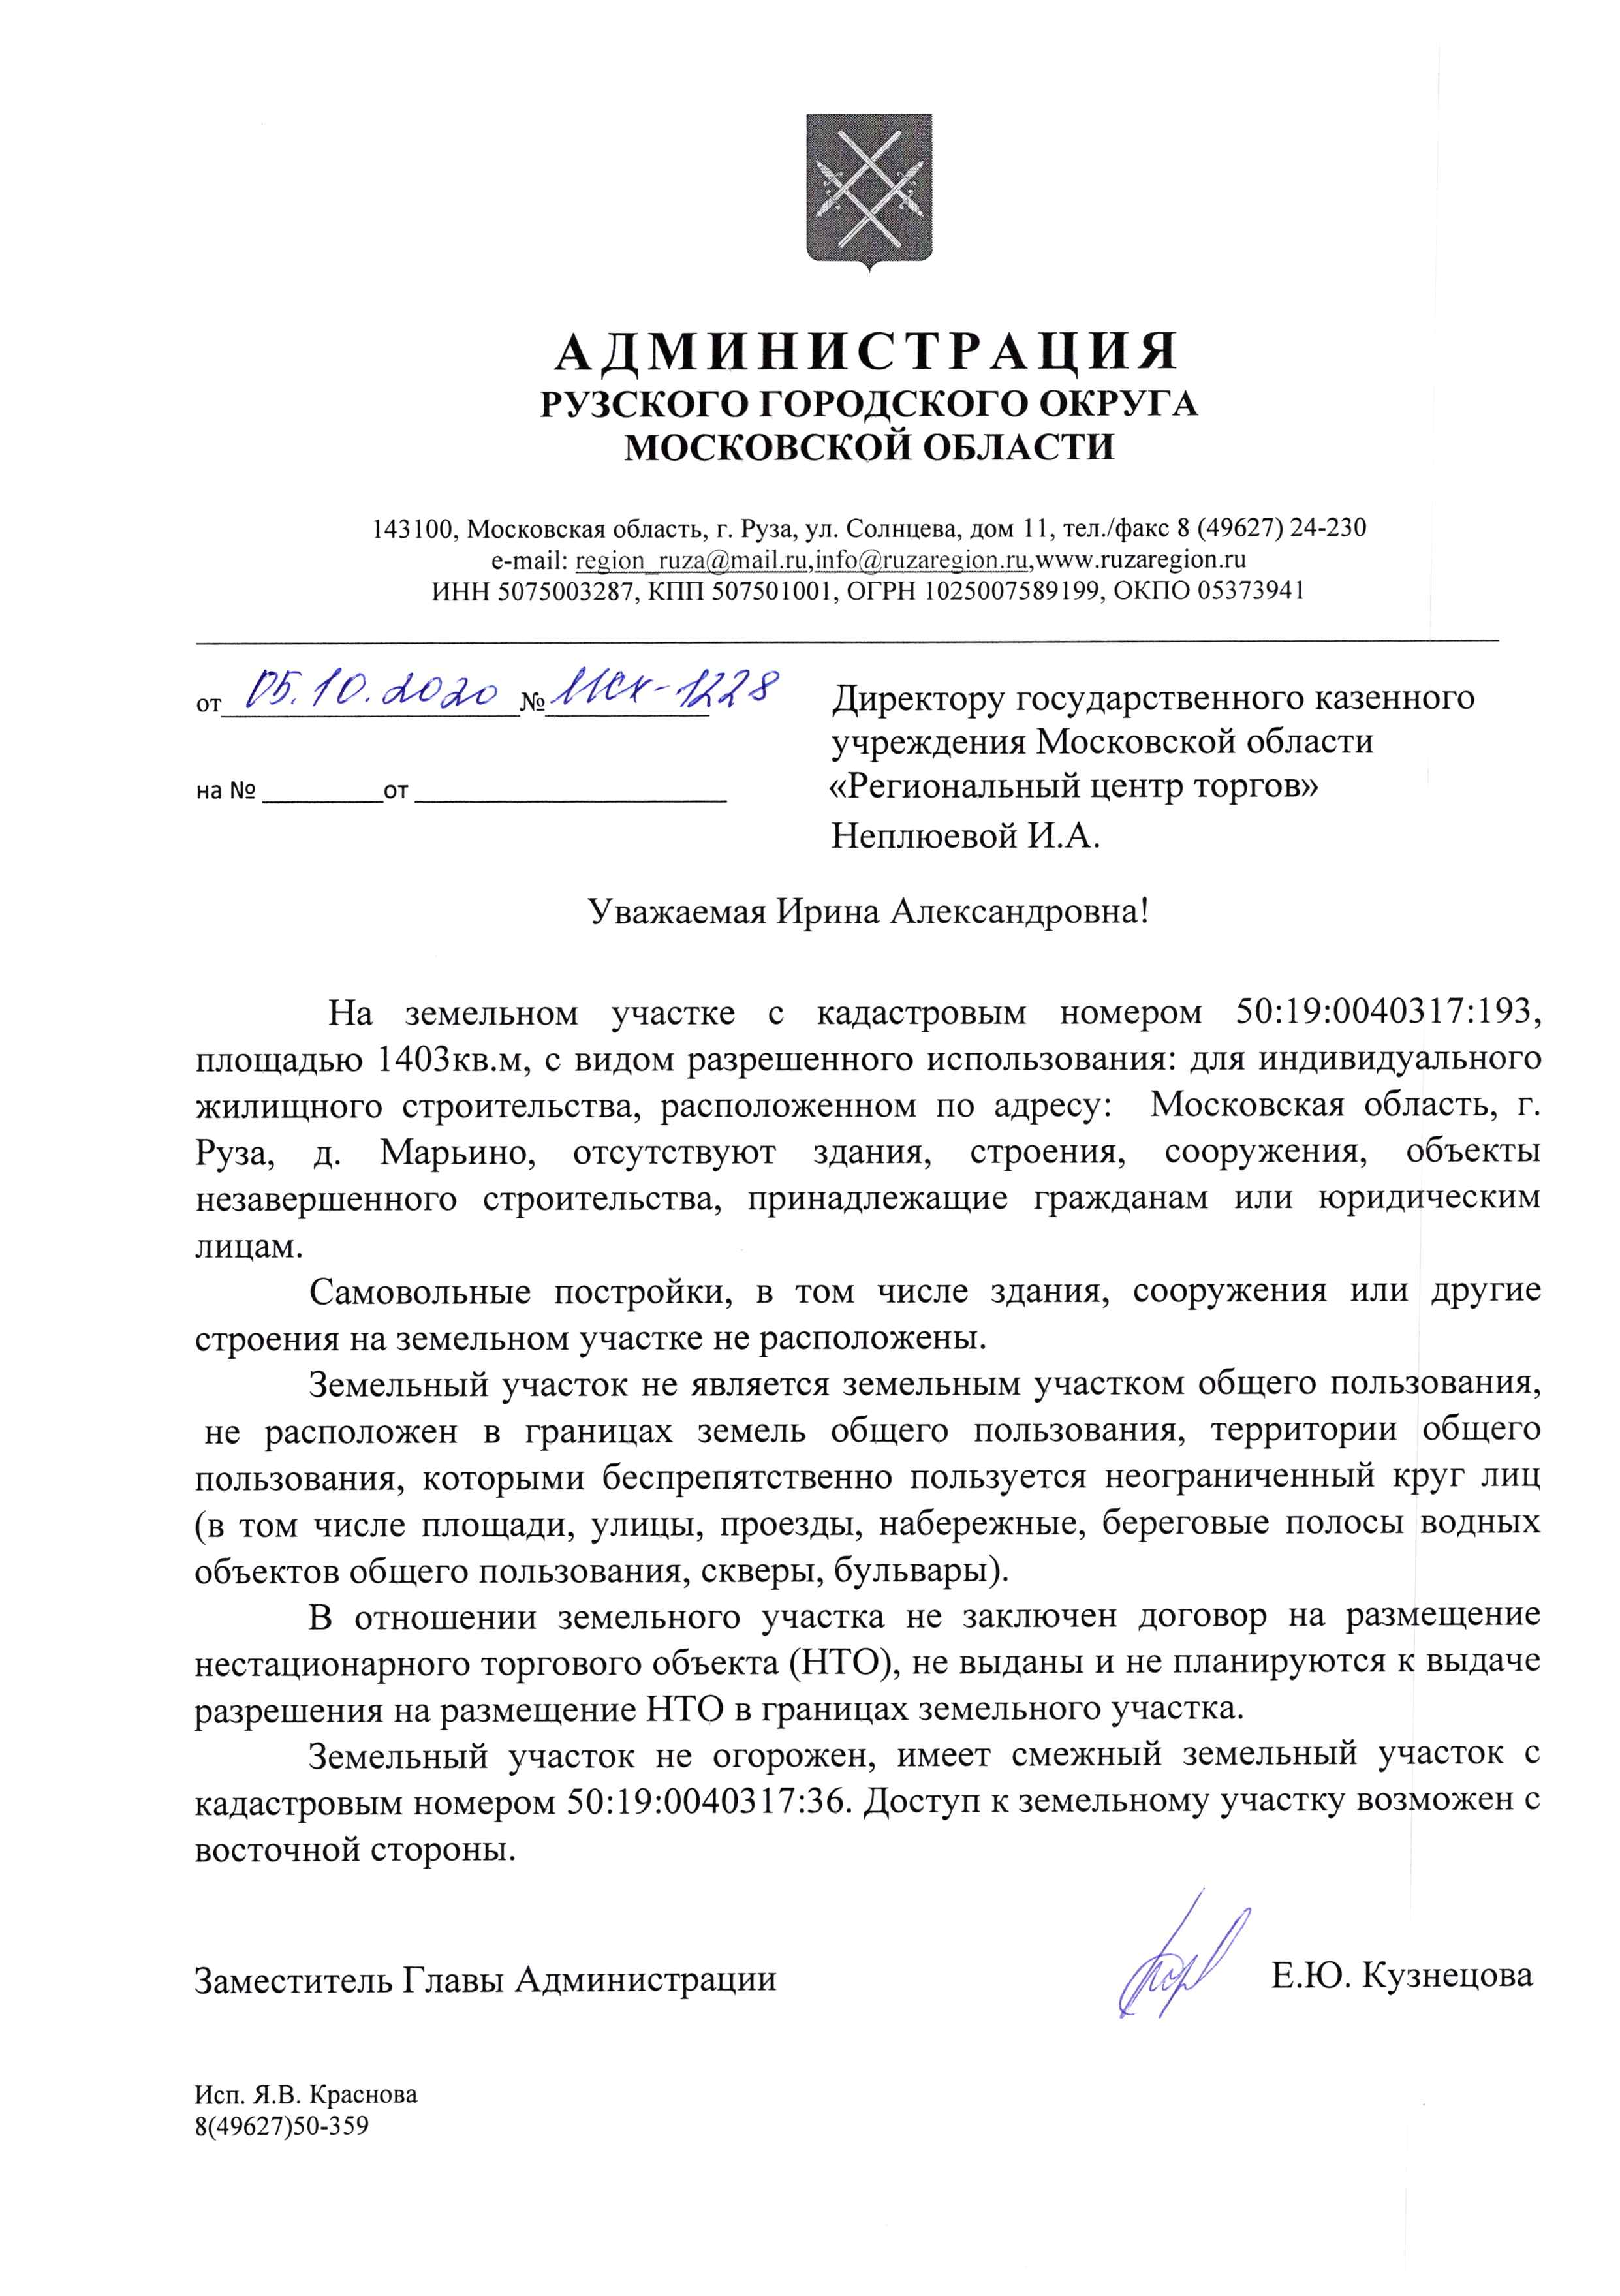 АДМИНИСТРАЦИЯ
РУЗСКОГО ГОРОДСКОГО ОКРУГА
МОСКОВСКОЙ ОБЛАСТИ
143100, Московская область, г. Руза, ул. Солнцева, дом 11, тел./факс 8 (49627) 24-230
e-mail: region_ruza@mail.ru,info@ruzaregion.ru,www.ruzaregion.ru
ИНН 5075003287, КПП 507501001, ОГРН 1025007589199, ОКПО 05373941
от 05.10.2020 № Исх-1228
на № __________от __________________________
Директору государственного казенного
учреждения Московской области
«Региональный центр торгов»
Неплюевой И.А.
Уважаемая Ирина Александровна!
На земельном участке с кадастровым номером 50:19:0040317:193,
площадью 1403кв.м, с видом разрешенного использования: для индивидуального
жилищного строительства, расположенном по адресу: Московская область, г.
Руза, д. Марьино, отсутствуют здания, строения, сооружения, объекты
незавершенного строительства, принадлежащие гражданам или юридическим
лицам.
Самовольные постройки, в том числе здания, сооружения или другие
строения на земельном участке не расположены.
Земельный участок не является земельным участком общего пользования,
не расположен в границах земель общего пользования, территории общего
пользования, которыми беспрепятственно пользуется неограниченный круг лиц
(в том числе площади, улицы, проезды, набережные, береговые полосы водных
объектов общего пользования, скверы, бульвары).
В отношении земельного участка не заключен договор на размещение
нестационарного торгового объекта (НТО), не выданы и не планируются к выдаче
разрешения на размещение НТО в границах земельного участка.
Земельный участок не огорожен, имеет смежный земельный участок с
кадастровым номером 50:19:0040317:36. Доступ к земельному участку возможен с
восточной стороны.
Заместитель Главы Администрации Е.Ю. Кузнецова
Исп. Я.В. Краснова
8(49627)50-359